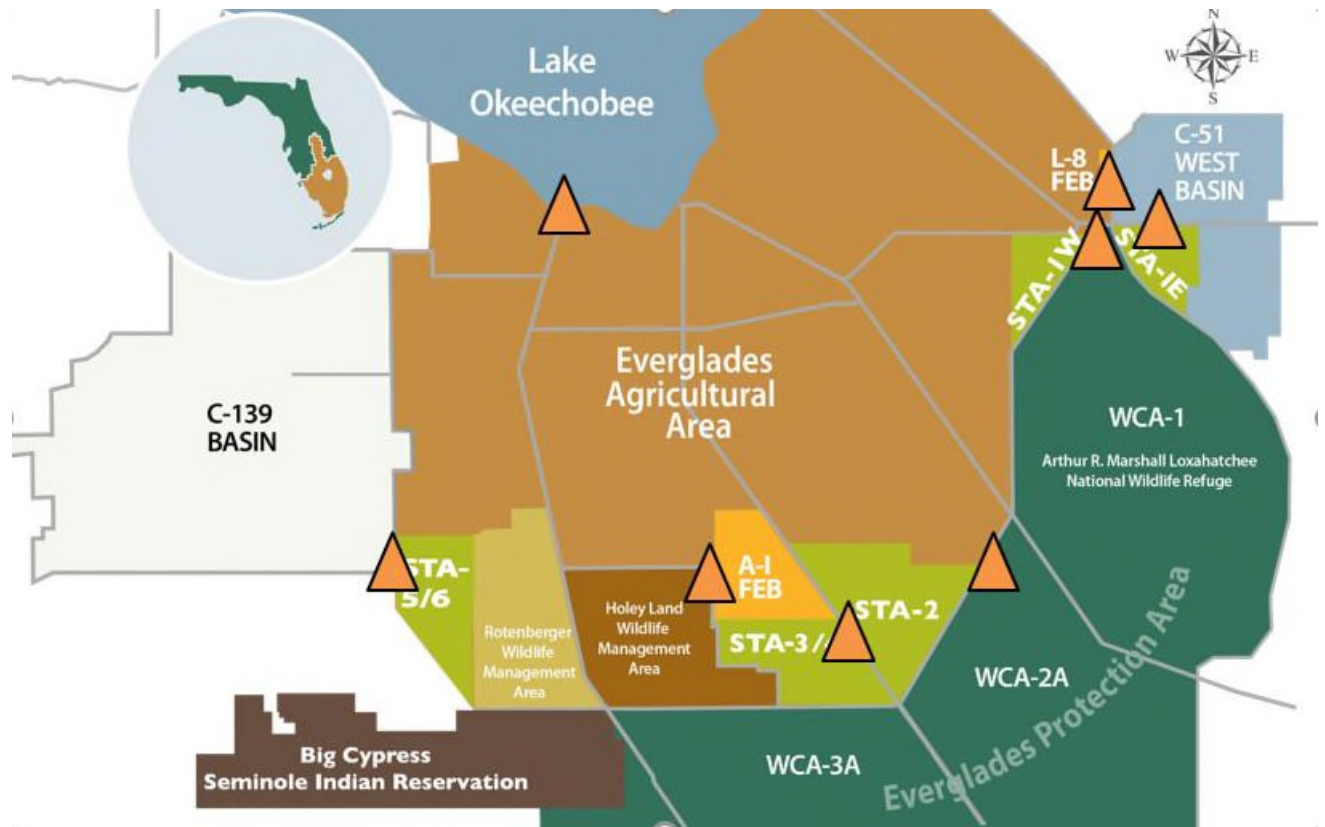 N
W
E
S
Lake
Okeechobee
C-51
WEST
BASIN
L-8
FEB
STA-1W
STA-1E
Everglades
Agricultural
Area
C-139
BASIN
WCA-1
Arthur R. Marshall Loxahatchee
National Wildlife Refuge
STA-
5/6
A-1
FEB
Holey Land
Wildlife
Management
Area
STA-2
Rotenberger
Wildlife
Management
Area
STA-3/
WCA-2A
Everglades Protection Area
Big Cypress
Seminole Indian Reservation
WCA-3A